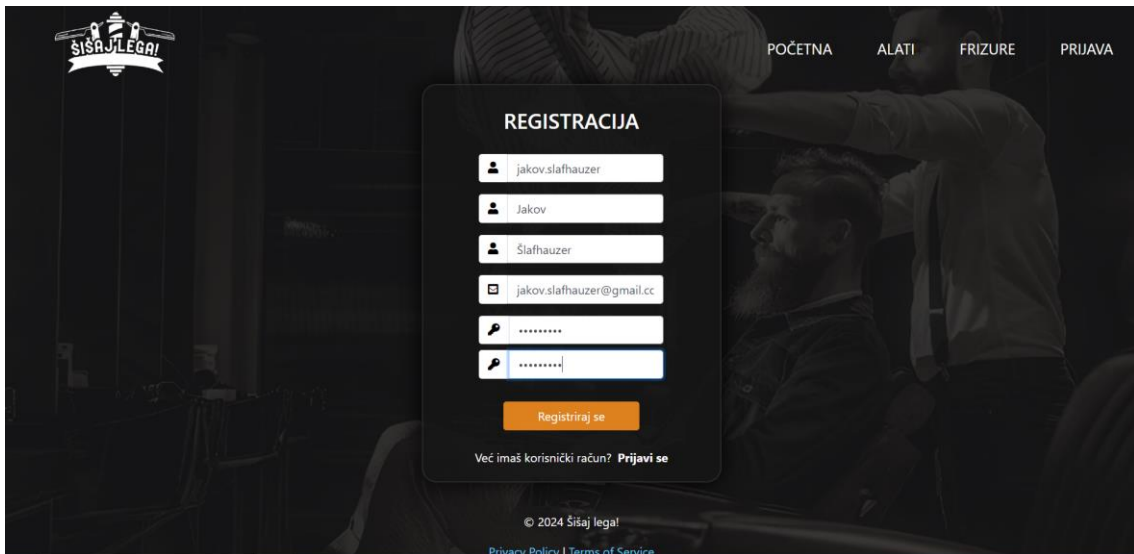 ŠIŠAJ LEGA!
POČETNA ALATI FRIZURE PRIJAVA
REGISTRACIJA
jakov.slafhauzer
Jakov
Šlafhauzer
jakov.slafhauzer@gmail.cc
•••••••••
•••••••••
Registriraj se
Već imaš korisnički račun? Prijavi se
© 2024 Šišaj lega!
Privacy Policy | Terms of Service